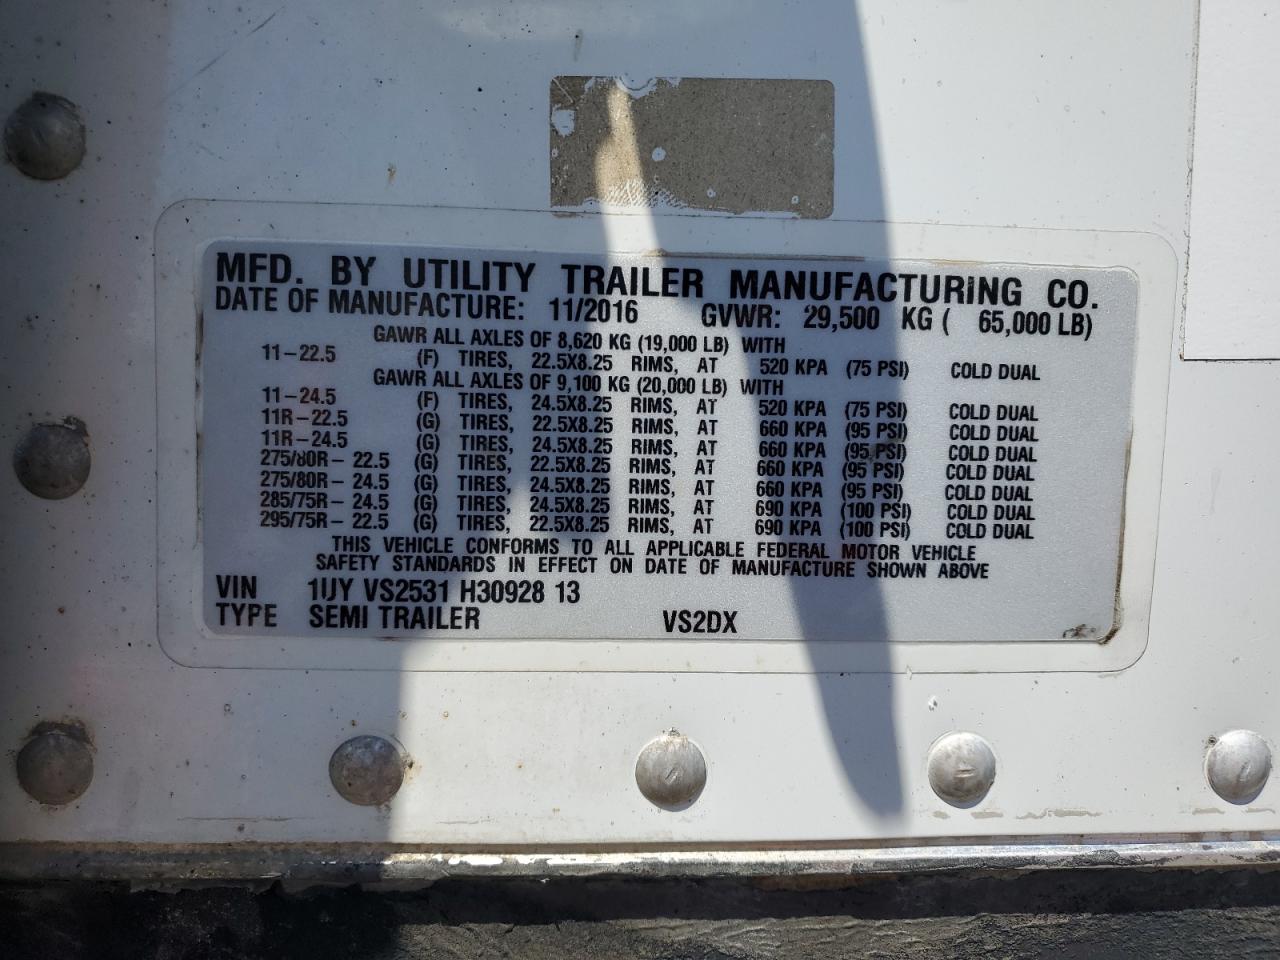 MFD. BY UTILITY TRAILER MANUFACTURING CO.
DATE OF MANUFACTURE: 11/2016 GVWR: 29,500 KG ( 65,000 LB)
GAWR ALL AXLES OF 8,620 KG (19,000 LB) WITH
11-22.5 (F) TIRES, 22.5X8.25 RIMS, AT 520 KPA (75 PSI) COLD DUAL
GAWR ALL AXLES OF 9,100 KG (20,000 LB) WITH
11-24.5 (F) TIRES, 24.5X8.25 RIMS, AT 520 KPA (75 PSI) COLD DUAL
11R-22.5 (G) TIRES, 22.5X8.25 RIMS, AT 660 KPA (95 PSI) COLD DUAL
11R-24.5 (G) TIRES, 24.5X8.25 RIMS, AT 660 KPA (95 PSI) COLD DUAL
275/80R-22.5 (G) TIRES, 22.5X8.25 RIMS, AT 660 KPA (95 PSI) COLD DUAL
275/80R-24.5 (G) TIRES, 24.5X8.25 RIMS, AT 660 KPA (95 PSI) COLD DUAL
285/75R-24.5 (G) TIRES, 24.5X8.25 RIMS, AT 690 KPA (100 PSI) COLD DUAL
295/75R-22.5 (G) TIRES, 22.5X8.25 RIMS, AT 690 KPA (100 PSI) COLD DUAL
THIS VEHICLE CONFORMS TO ALL APPLICABLE FEDERAL MOTOR VEHICLE
SAFETY STANDARDS IN EFFECT ON DATE OF MANUFACTURE SHOWN ABOVE
VIN 1UY VS2531 H30928 13
TYPE SEMI TRAILER VS2DX